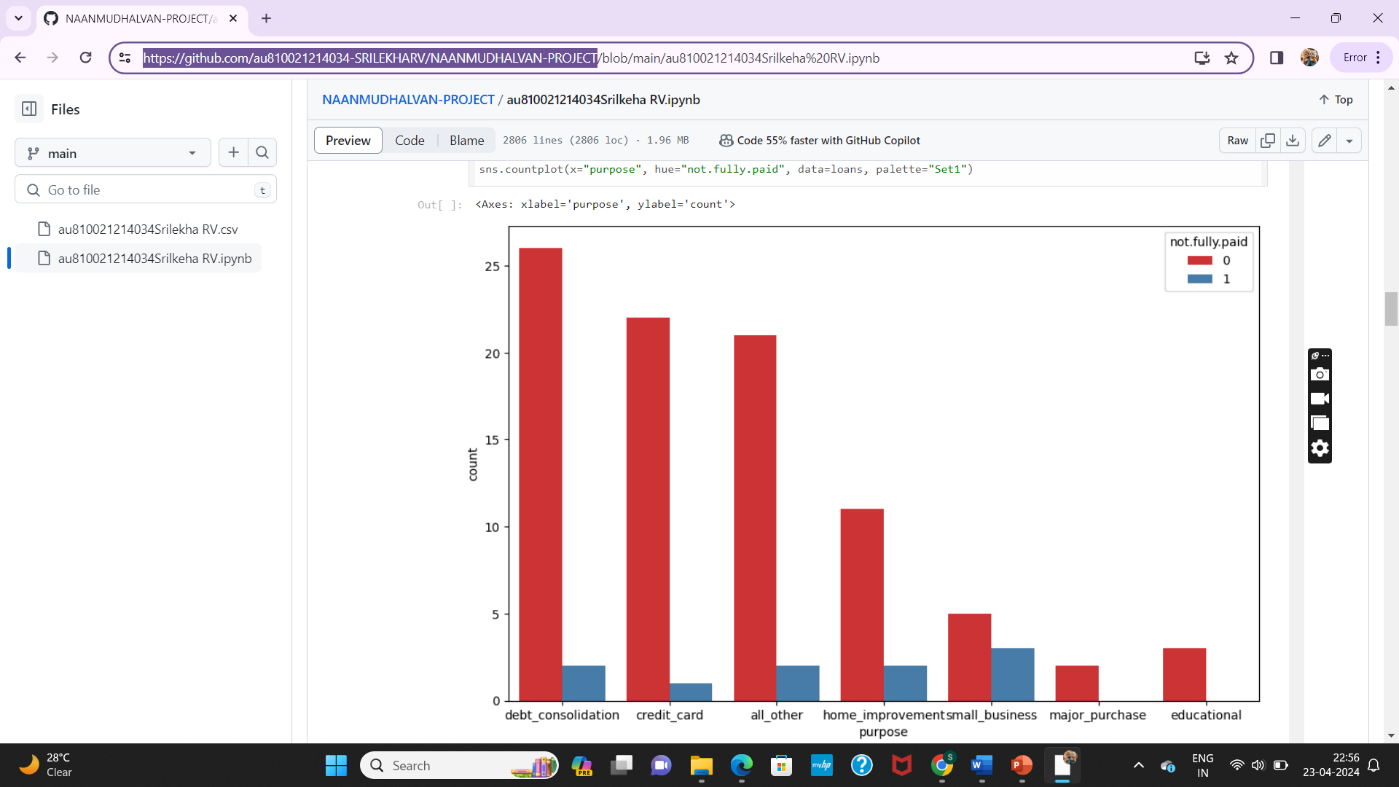 NAANMUDHALVAN-PROJECT/a
https://github.com/au810021214034-SRILEKHARV/NAANMUDHALVAN-PROJECT/blob/main/au810021214034Srilkeha%20RV.ipynb
Error
Files
main
Go to file
t
au810021214034Srilekha RV.csv
au810021214034Srilkeha RV.ipynb
NAANMUDHALVAN-PROJECT / au810021214034Srilkeha RV.ipynb
Top
Preview
Code
Blame
2806 lines (2806 loc) · 1.96 MB
Code 55% faster with GitHub Copilot
Raw
sns.countplot(x="purpose", hue="not.fully.paid", data=loans, palette="Set1")
Out[ ]:
<Axes: xlabel='purpose', ylabel='count'>
not.fully.paid
0
1
25
20
15
10
5
0
count
debt_consolidation
credit_card
all_other
home_improvement
small_business
major_purchase
educational
purpose
28°C
Clear
Search
PRE
my hp
S
ENG
IN
22:56
23-04-2024